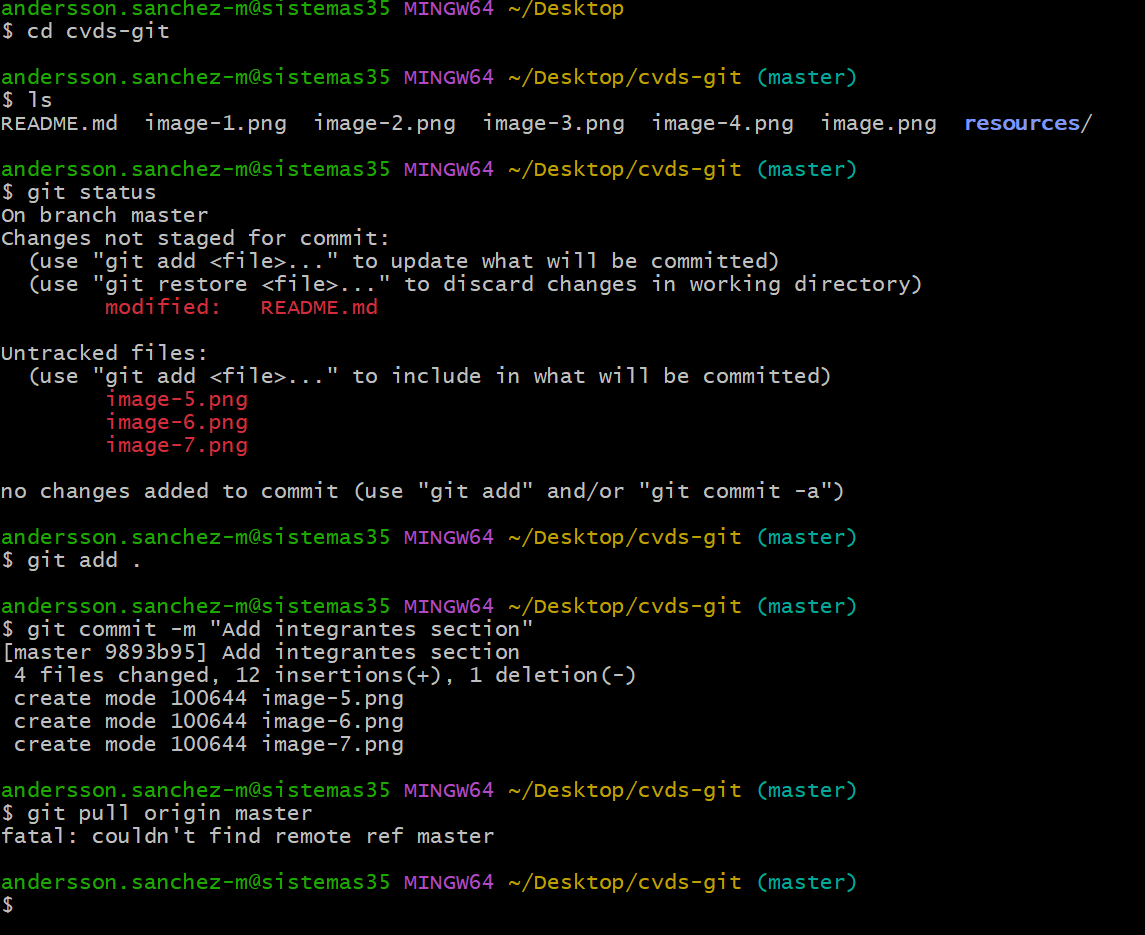 andersson.sanchez-m@sistemas35 MINGW64 ~/Desktop
$ cd cvds-git
andersson.sanchez-m@sistemas35 MINGW64 ~/Desktop/cvds-git (master)
$ ls
README.md  image-1.png  image-2.png  image-3.png  image-4.png  image.png  resources/
andersson.sanchez-m@sistemas35 MINGW64 ~/Desktop/cvds-git (master)
$ git status
On branch master
Changes not staged for commit:
  (use "git add <file>..." to update what will be committed)
  (use "git restore <file>..." to discard changes in working directory)
        modified:   README.md
Untracked files:
  (use "git add <file>..." to include in what will be committed)
        image-5.png
        image-6.png
        image-7.png
no changes added to commit (use "git add" and/or "git commit -a")
andersson.sanchez-m@sistemas35 MINGW64 ~/Desktop/cvds-git (master)
$ git add .
andersson.sanchez-m@sistemas35 MINGW64 ~/Desktop/cvds-git (master)
$ git commit -m "Add integrantes section"
[master 9893b95] Add integrantes section
 4 files changed, 12 insertions(+), 1 deletion(-)
 create mode 100644 image-5.png
 create mode 100644 image-6.png
 create mode 100644 image-7.png
andersson.sanchez-m@sistemas35 MINGW64 ~/Desktop/cvds-git (master)
$ git pull origin master
fatal: couldn't find remote ref master
andersson.sanchez-m@sistemas35 MINGW64 ~/Desktop/cvds-git (master)
$